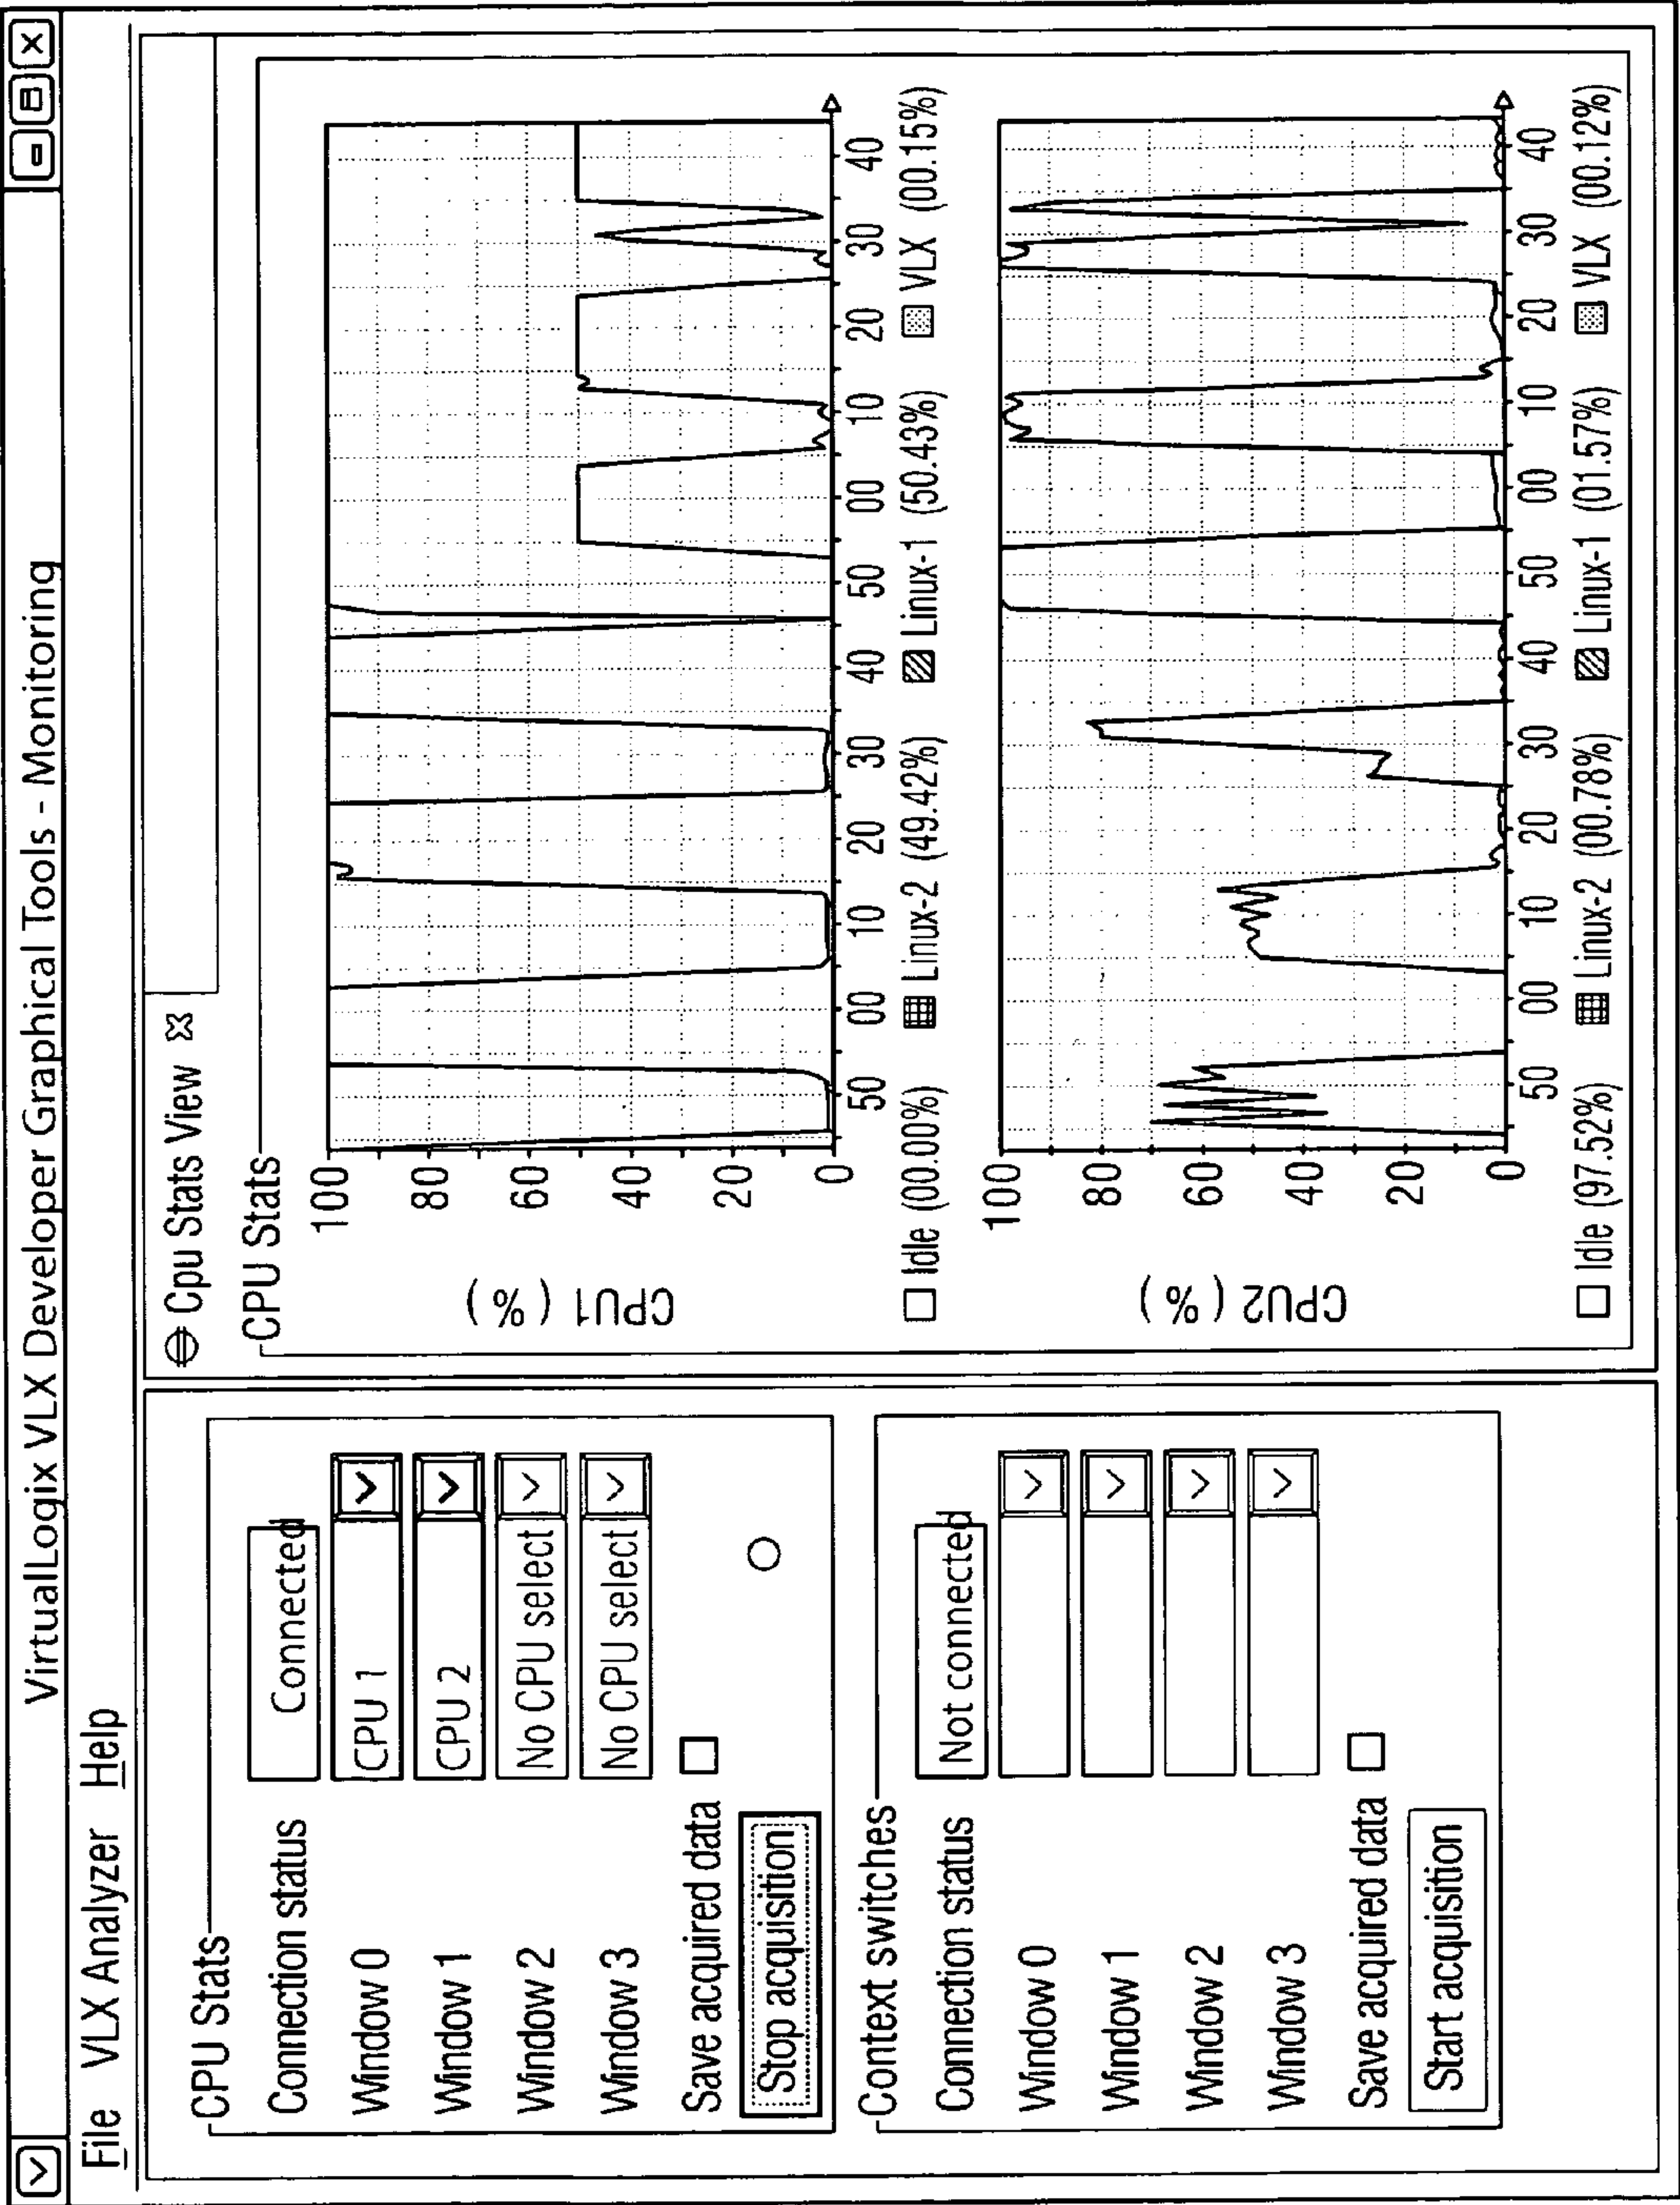 VirtualLogix VLX Developer Graphical Tools - Monitoring
File VLX Analyzer Help
CPU Stats
Connection status Connected
Window 0 CPU 1
Window 1 CPU 2
Window 2 No CPU select
Window 3 No CPU select
Save acquired data
Stop acquisition
Context switches
Connection status Not connected
Window 0
Window 1
Window 2
Window 3
Save acquired data
Start acquisition
Cpu Stats View
CPU Stats
CPU1 (%)
100
80
60
40
20
0
50 00 10 20 30 40 50 00 10 20 30 40
Idle (00.00%) Linux-2 (49.42%) Linux-1 (50.43%) VLX (00.15%)
CPU2 (%)
100
80
60
40
20
0
50 00 10 20 30 40 50 00 10 20 30 40
Idle (97.52%) Linux-2 (00.78%) Linux-1 (01.57%) VLX (00.12%)